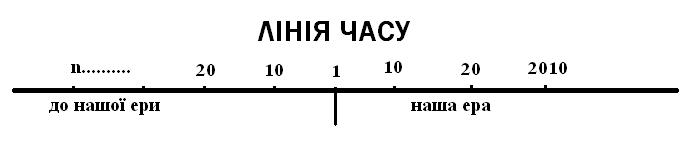 ЛІНІЯ ЧАСУ
n.......... 20 10 1 10 20 2010
до нашої ери наша ера